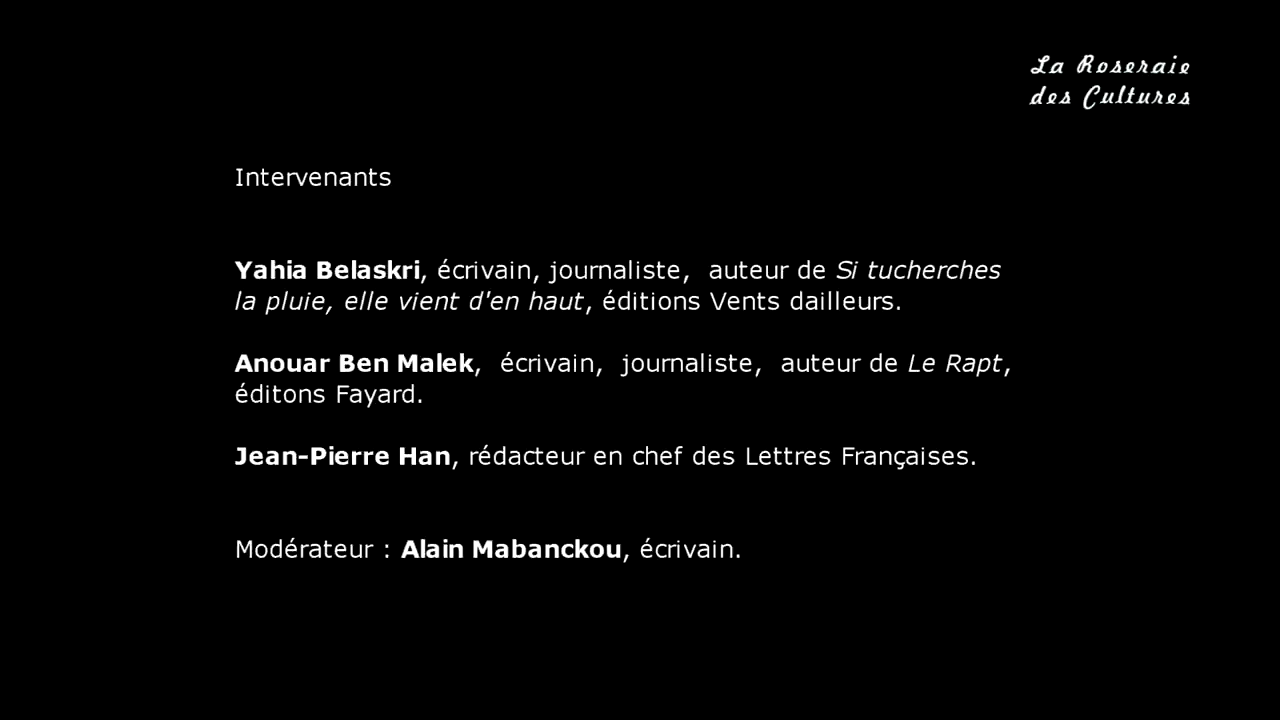 La Roseraie
des Cultures
Intervenants
Yahia Belaskri, écrivain, journaliste, auteur de Si tucherches
la pluie, elle vient d'en haut, éditions Vents dailleurs.
Anouar Ben Malek, écrivain, journaliste, auteur de Le Rapt,
éditons Fayard.
Jean-Pierre Han, rédacteur en chef des Lettres Françaises.
Modérateur : Alain Mabanckou, écrivain.